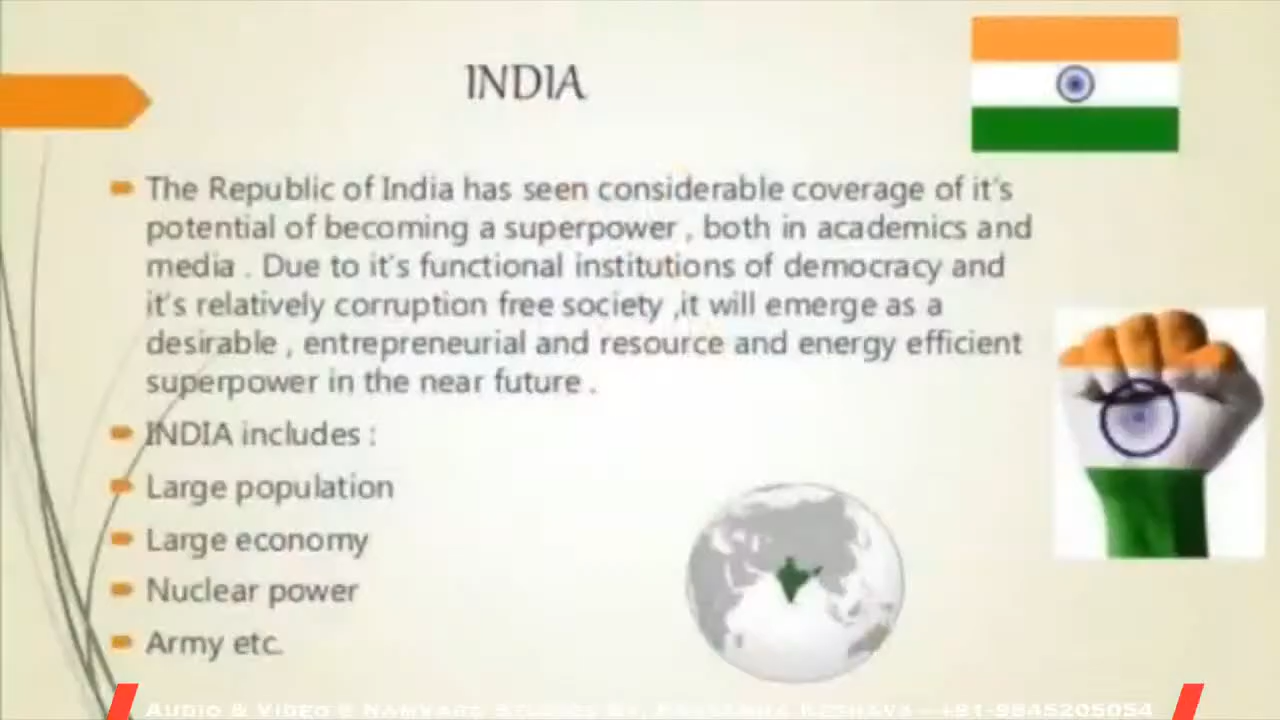 INDIA
The Republic of India has seen considerable coverage of it's
potential of becoming a superpower , both in academics and
media . Due to it's functional institutions of democracy and
it's relatively corruption free society ,it will emerge as a
desirable , entrepreneurial and resource and energy efficient
superpower in the near future .
INDIA includes :
Large population
Large economy
Nuclear power
Army etc.
AUDIO & VIDEO